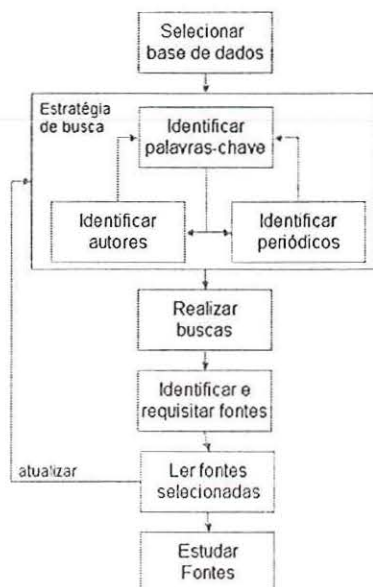 Selecionar
base de dados
Estratégia
de busca
Identificar
palavras-chave
Identificar
autores
Identificar
periódicos
Realizar
buscas
Identificar e
requisitar fontes
atualizar
Ler fontes
selecionadas
Estudar
Fontes